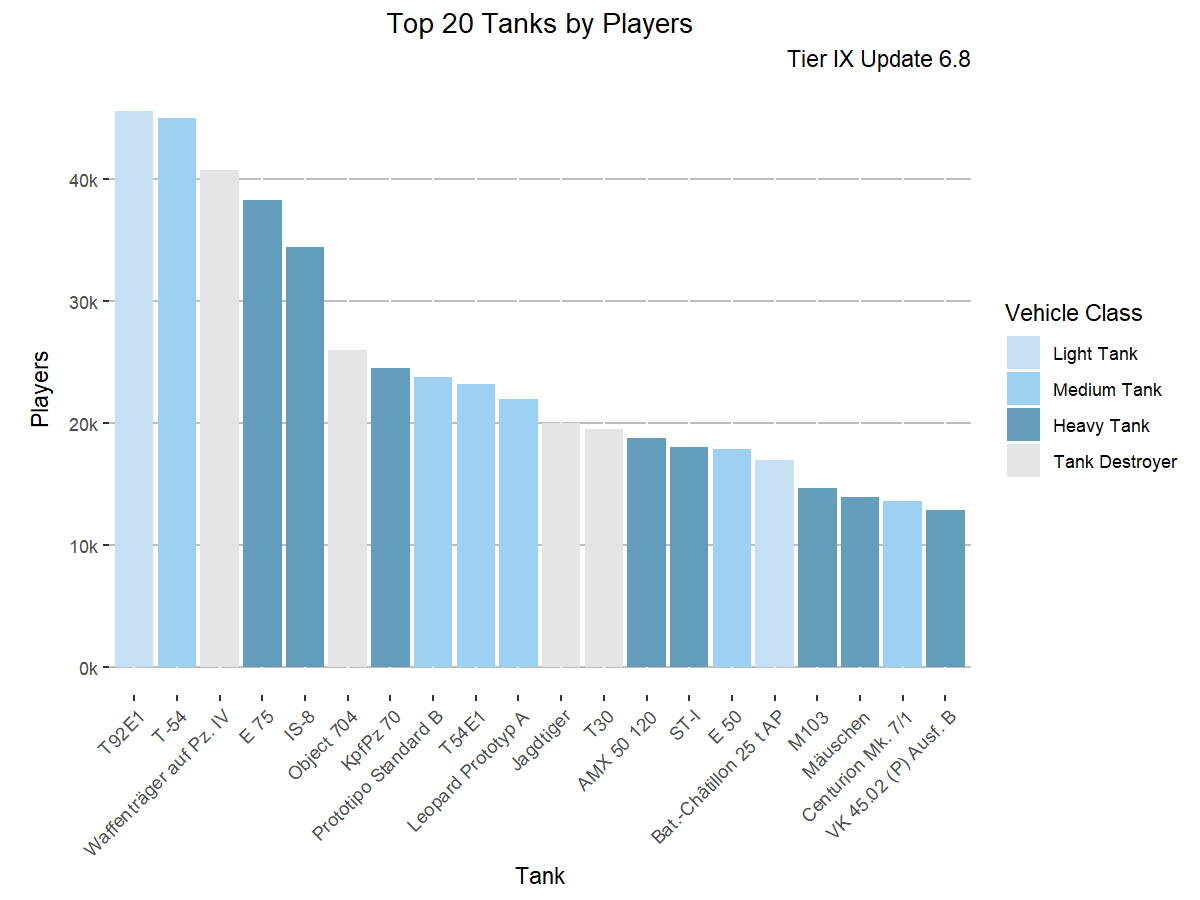 Top 20 Tanks by Players
Tier IX Update 6.8
Players
40k
30k
20k
10k
0k
T92E1
T-54
Waffenträger auf Pz. IV
E 75
IS-8
Object 704
KpfPz 70
Prototipo Standard B
T54E1
Leopard Prototyp A
Jagdtiger
T30
AMX 50 120
ST-I
E 50
Bat.-Châtillon 25 t AP
M103
Mäuschen
Centurion Mk. 7/1
VK 45.02 (P) Ausf. B
Tank
Vehicle Class
Light Tank
Medium Tank
Heavy Tank
Tank Destroyer